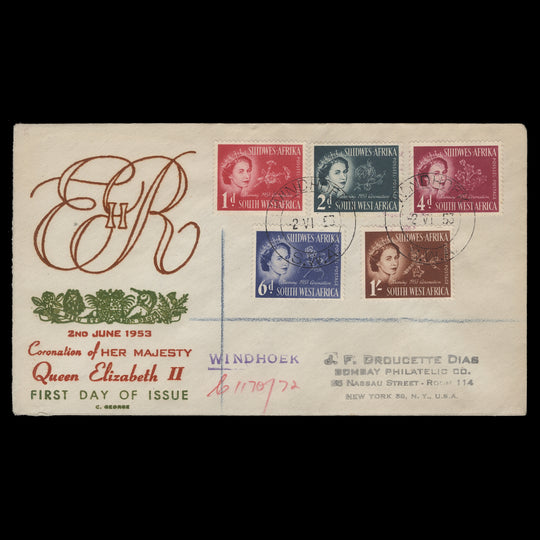 EIIR
2ND JUNE 1953
Coronation of HER MAJESTY
Queen Elizabeth II
FIRST DAY OF ISSUE
C. GEORGE
SUIDWES-AFRIKA
1d
SOUTH WEST AFRICA
SUIDWES-AFRIKA
2d
SOUTH WEST AFRICA
SUIDWES-AFRIKA
4d
SOUTH WEST AFRICA
SUIDWES-AFRIKA
6d
SOUTH WEST AFRICA
SUIDWES-AFRIKA
1/-
SOUTH WEST AFRICA
WINDHOEK
2 VI 53
WINDHOEK
J. F. BROUCETTE DIAS
BOMBAY PHILATELIC CO.
NASSAU STREET - ROOM 114
NEW YORK 38, N. Y., U.S.A.